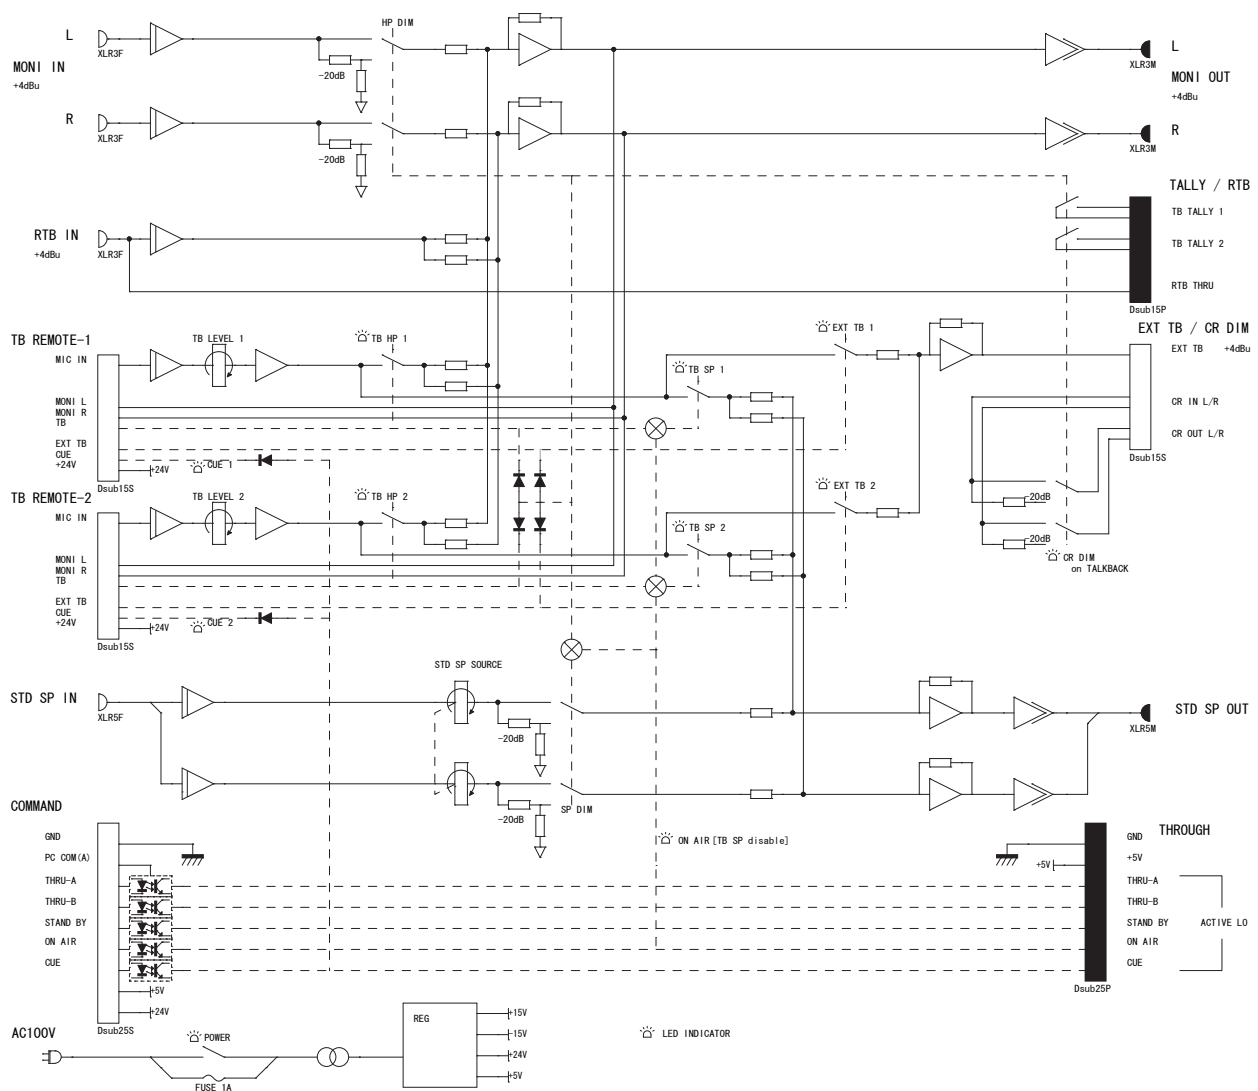 HP DIM
L
XLR3F
MONI IN
+4dBu
-20dB
L
XLR3M
MONI OUT
+4dBu
R
XLR3F
-20dB
R
XLR3M
TALLY / RTB
TB TALLY 1
TB TALLY 2
RTB THRU
Dsub15P
RTB IN
+4dBu
XLR3F
TB REMOTE-1
MIC IN
MONI L
MONI R
TB
EXT TB
CUE
+24V
Dsub15S
TB LEVEL 1
TB HP 1
+24V
CUE 1
EXT TB 1
TB SP 1
EXT TB / CR DIM
EXT TB
+4dBu
CR IN L/R
CR OUT L/R
Dsub15S
-20dB
-20dB
CR DIM
on TALKBACK
TB REMOTE-2
MIC IN
MONI L
MONI R
TB
EXT TB
CUE
+24V
Dsub15S
TB LEVEL 2
TB HP 2
+24V
CUE 2
EXT TB 2
TB SP 2
STD SP IN
XLR5F
STD SP SOURCE
-20dB
-20dB
SP DIM
STD SP OUT
XLR5M
COMMAND
GND
PC COM(A)
THRU-A
THRU-B
STAND BY
ON AIR
CUE
+5V
+24V
Dsub25S
ON AIR[TB SP disable]
THROUGH
GND
+5V
+5V
THRU-A
THRU-B
STAND BY
ACTIVE LO
ON AIR
CUE
Dsub25P
AC100V
POWER
FUSE 1A
REG
+15V
-15V
+24V
+5V
LED INDICATOR